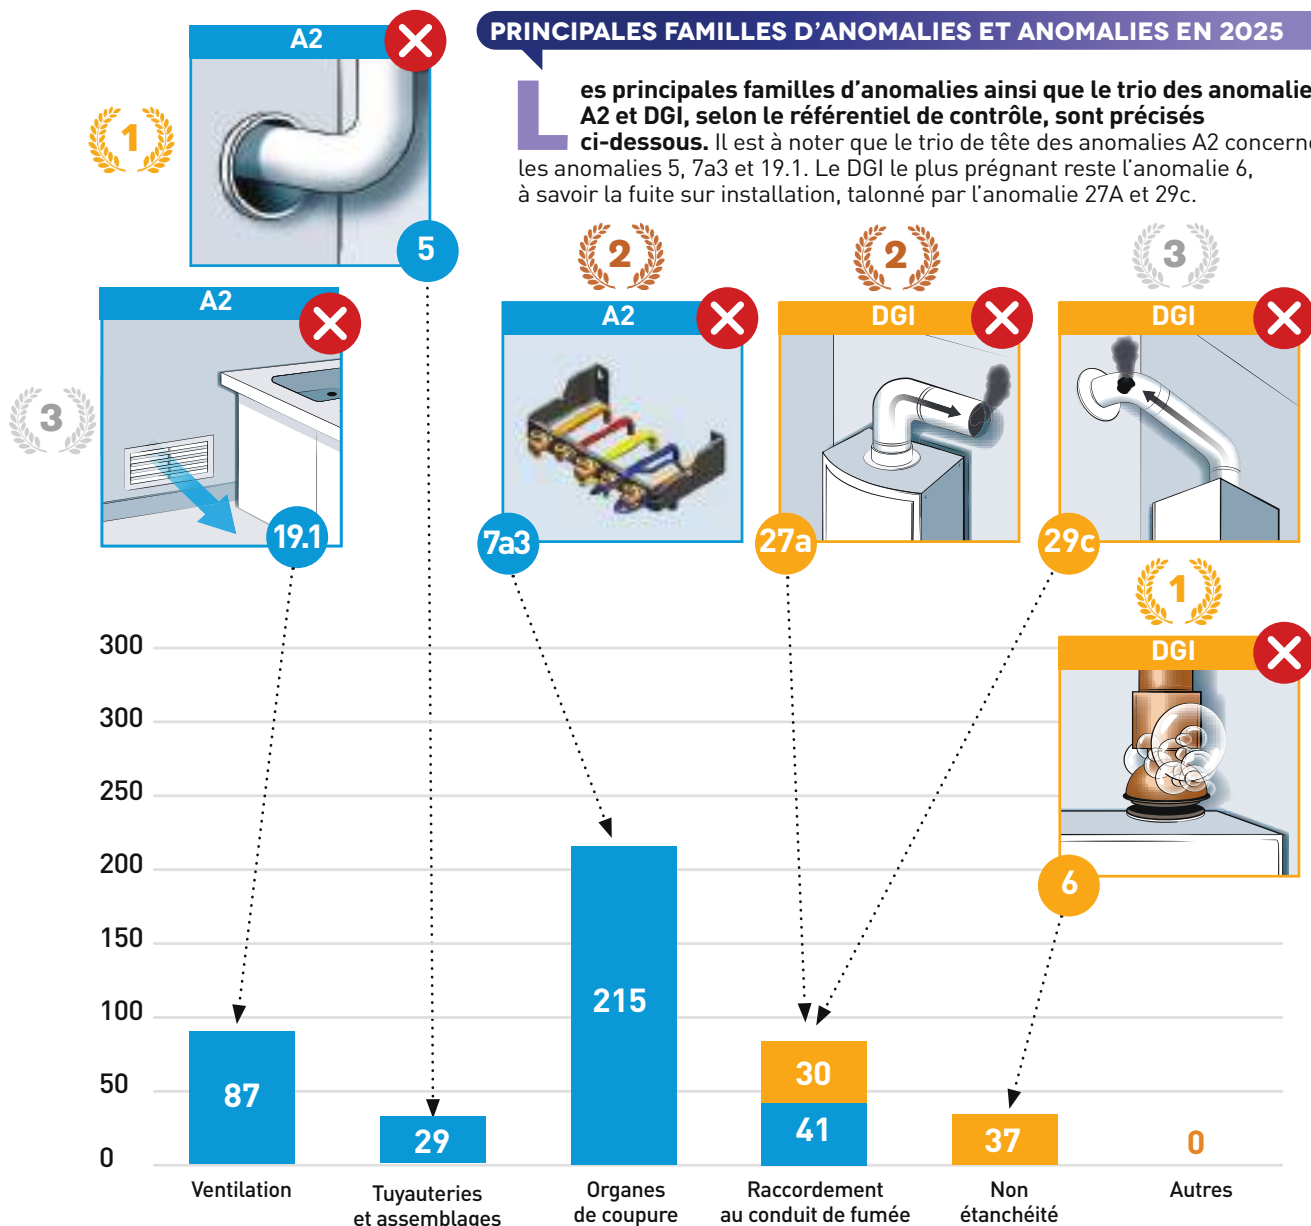 PRINCIPALES FAMILLES D'ANOMALIES ET ANOMALIES EN 2025
Les principales familles d'anomalies ainsi que le trio des anomalie
A2 et DGI, selon le référentiel de contrôle, sont précisés
ci-dessous. Il est à noter que le trio de tête des anomalies A2 concerne
les anomalies 5, 7a3 et 19.1. Le DGI le plus prégnant reste l'anomalie 6,
à savoir la fuite sur installation, talonné par l'anomalie 27A et 29c.
1
A2
5
3
A2
19.1
2
A2
7a3
2
DGI
27a
3
DGI
29c
1
DGI
6
300
300
250
200
150
100
50
0
87
29
215
30
41
37
0
Ventilation
Tuyauteries
et assemblages
Organes
de coupure
Raccordement
au conduit de fumée
Non
étanchéité
Autres